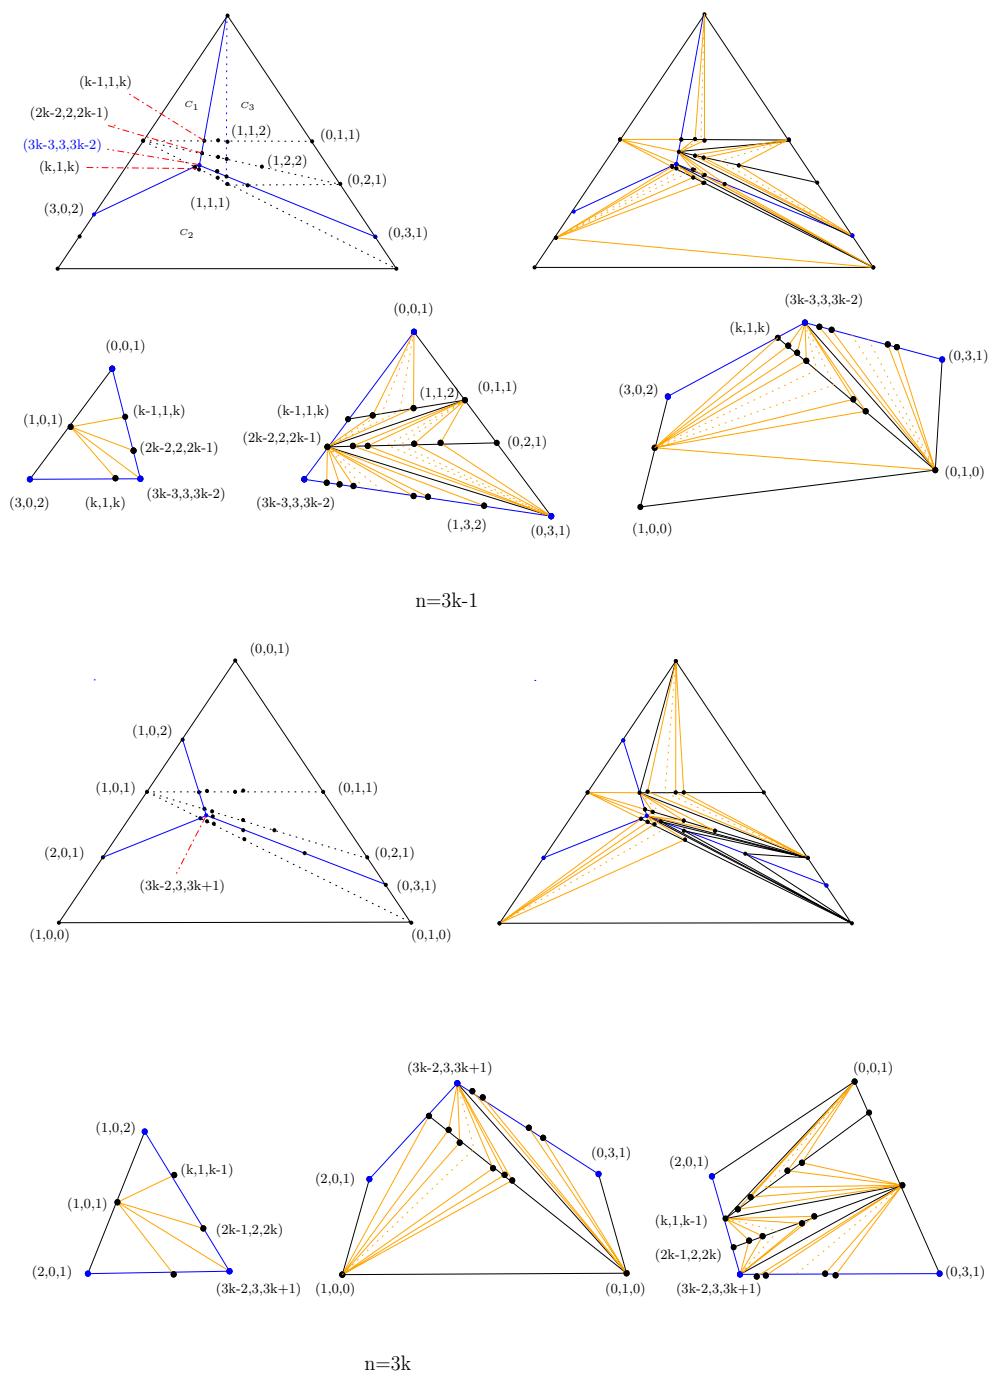 (k-1,1,k)
(2k-2,2,2k-1)
(3k-3,3,3k-2)
(k,1,k)
C1
C3
(1,1,2)
(0,1,1)
(1,2,2)
(0,2,1)
(1,1,1)
(3,0,2)
(0,3,1)
C2
(0,0,1)
(1,0,1)
(k-1,1,k)
(2k-2,2,2k-1)
(3k-3,3,3k-2)
(3,0,2)
(k,1,k)
(0,0,1)
(1,1,2)
(0,1,1)
(k-1,1,k)
(2k-2,2,2k-1)
(0,2,1)
(3k-3,3,3k-2)
(1,3,2)
(0,3,1)
(3k-3,3,3k-2)
(k,1,k)
(0,3,1)
(3,0,2)
(0,1,0)
(1,0,0)
n=3k-1
(0,0,1)
(1,0,2)
(1,0,1)
(0,1,1)
(2,0,1)
(0,2,1)
(3k-2,3,3k+1)
(0,3,1)
(1,0,0)
(0,1,0)
(1,0,2)
(k,1,k-1)
(1,0,1)
(2k-1,2,2k)
(2,0,1)
(3k-2,3,3k+1)
(3k-2,3,3k+1)
(2,0,1)
(0,3,1)
(1,0,0)
(0,1,0)
(0,0,1)
(2,0,1)
(k,1,k-1)
(2k-1,2,2k)
(3k-2,3,3k+1)
(0,3,1)
n=3k